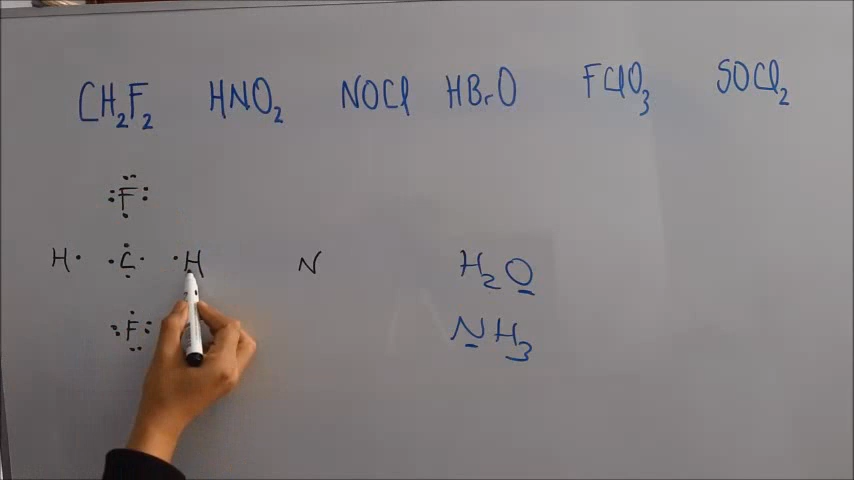 CH₂F₂ HNO₂ NOCl HBrO FClO₃ SOCl₂
F
H C H N H₂O
F NH₃